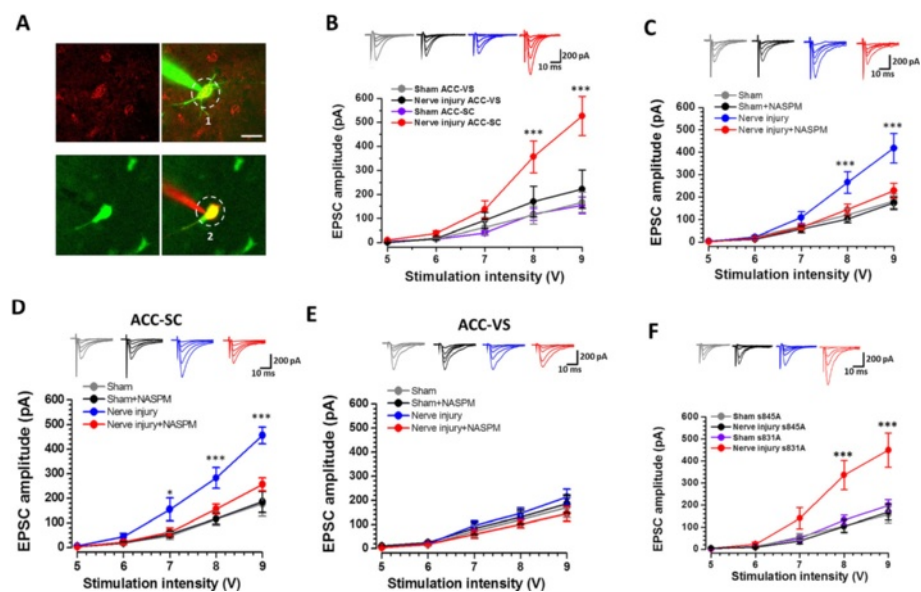 A
1
2
B
200 pA
10 ms
Sham ACC-VS
Nerve injury ACC-VS
Sham ACC-SC
Nerve injury ACC-SC
***
***
EPSC amplitude (pA)
600
500
400
300
200
100
0
5 6 7 8 9
Stimulation intensity (V)
C
200 pA
10 ms
Sham
Sham+NASPM
Nerve injury
Nerve injury+NASPM
***
***
EPSC amplitude (pA)
600
500
400
300
200
100
0
5 6 7 8 9
Stimulation intensity (V)
D
ACC-SC
200 pA
10 ms
Sham
Sham+NASPM
Nerve injury
Nerve injury+NASPM
*
***
***
EPSC amplitude (pA)
600
500
400
300
200
100
0
5 6 7 8 9
Stimulation intensity (V)
E
ACC-VS
200 pA
10 ms
Sham
Sham+NASPM
Nerve injury
Nerve injury+NASPM
EPSC amplitude (pA)
600
500
400
300
200
100
0
5 6 7 8 9
Stimulation intensity (V)
F
200 pA
10 ms
Sham s845A
Nerve injury s845A
Sham s831A
Nerve injury s831A
***
***
EPSC amplitude (pA)
600
500
400
300
200
100
0
5 6 7 8 9
Stimulation intensity (V)